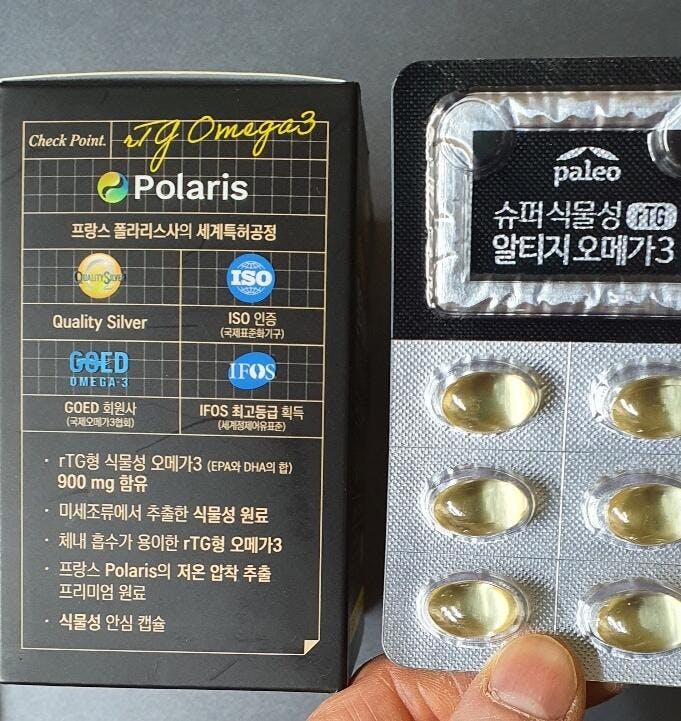 Check Point.
rTG Omega3
Polaris
프랑스 폴라리스사의 세계특허공정
QUALITYSILVER
ISO
Quality Silver
ISO 인증
(국제표준화기구)
GOED
OMEGA-3
IFOS
GOED 회원사
(국제오메가3협회)
IFOS 최고등급 획득
(세계정제어유표준)
· rTG형 식물성 오메가3 (EPA와 DHA의 합)
900 mg 함유
· 미세조류에서 추출한 식물성 원료
· 체내 흡수가 용이한 rTG형 오메가3
· 프랑스 Polaris의 저온 압착 추출
프리미엄 원료
· 식물성 안심 캡슐
paleo
슈퍼 식물성 rTG
알티지 오메가3